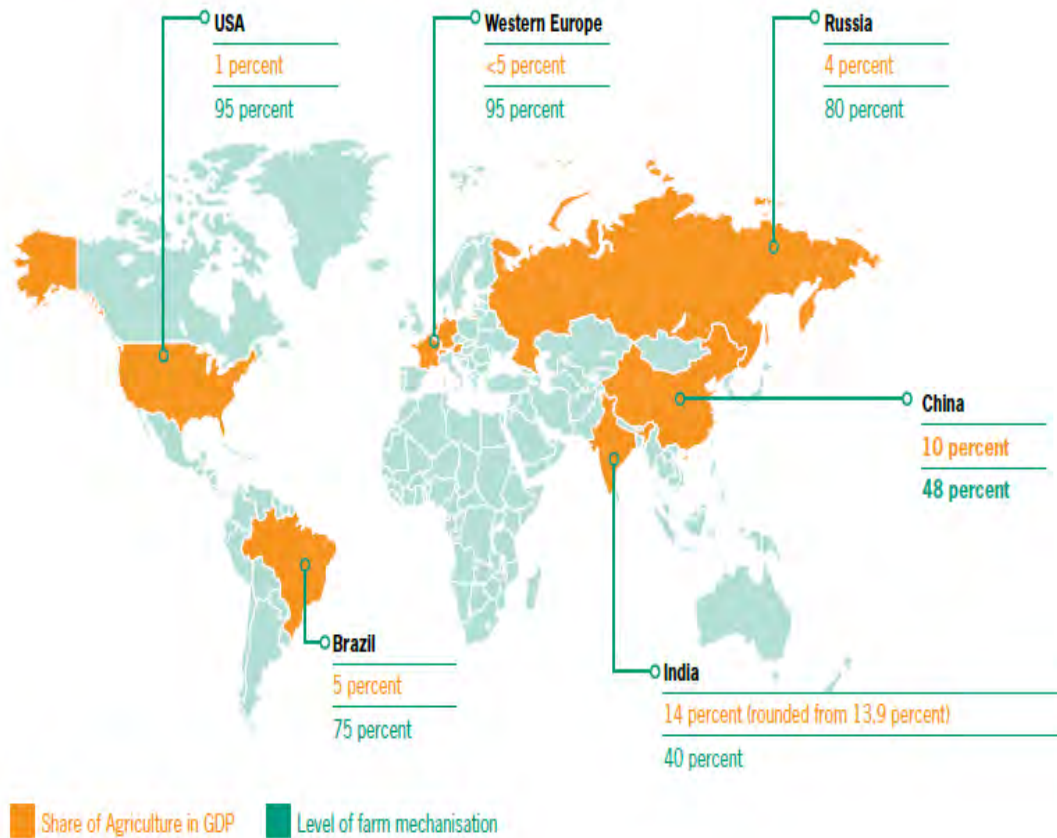 USA
1 percent
95 percent
Western Europe
<5 percent
95 percent
Russia
4 percent
80 percent
China
10 percent
48 percent
Brazil
5 percent
75 percent
India
14 percent (rounded from 13,9 percent)
40 percent
Share of Agriculture in GDP
Level of farm mechanisation